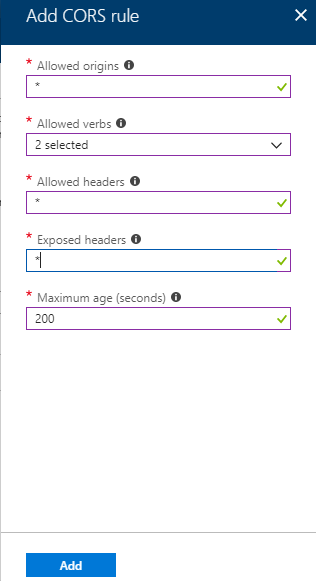 Add CORS rule
* Allowed origins
*
* Allowed verbs
2 selected
* Allowed headers
*
* Exposed headers
*
* Maximum age (seconds)
200
Add